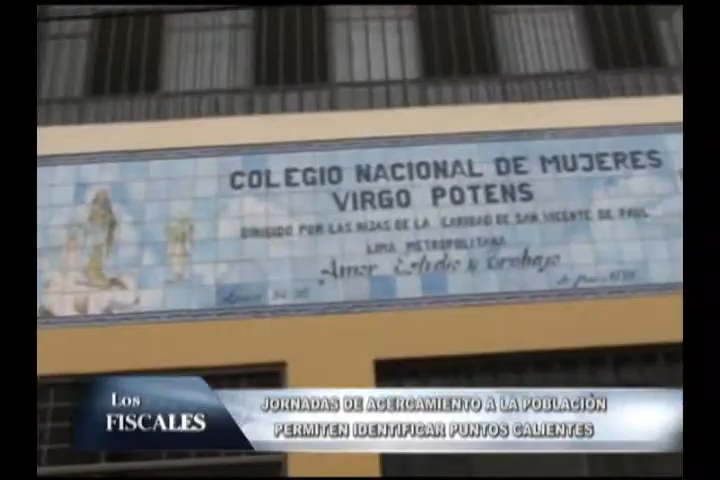 COLEGIO NACIONAL DE MUJERES
VIRGO POTENS
DIRIGIDO POR LAS HIJAS DE LA CARIDAD DE SAN VICENTE DE PAUL
LIMA METROPOLITANA
Amor Estudio y Trabajo
Los
FISCALES
JORNADAS DE ACERCAMIENTO A LA POBLACIÓN
PERMITEN IDENTIFICAR PUNTOS CALIENTES